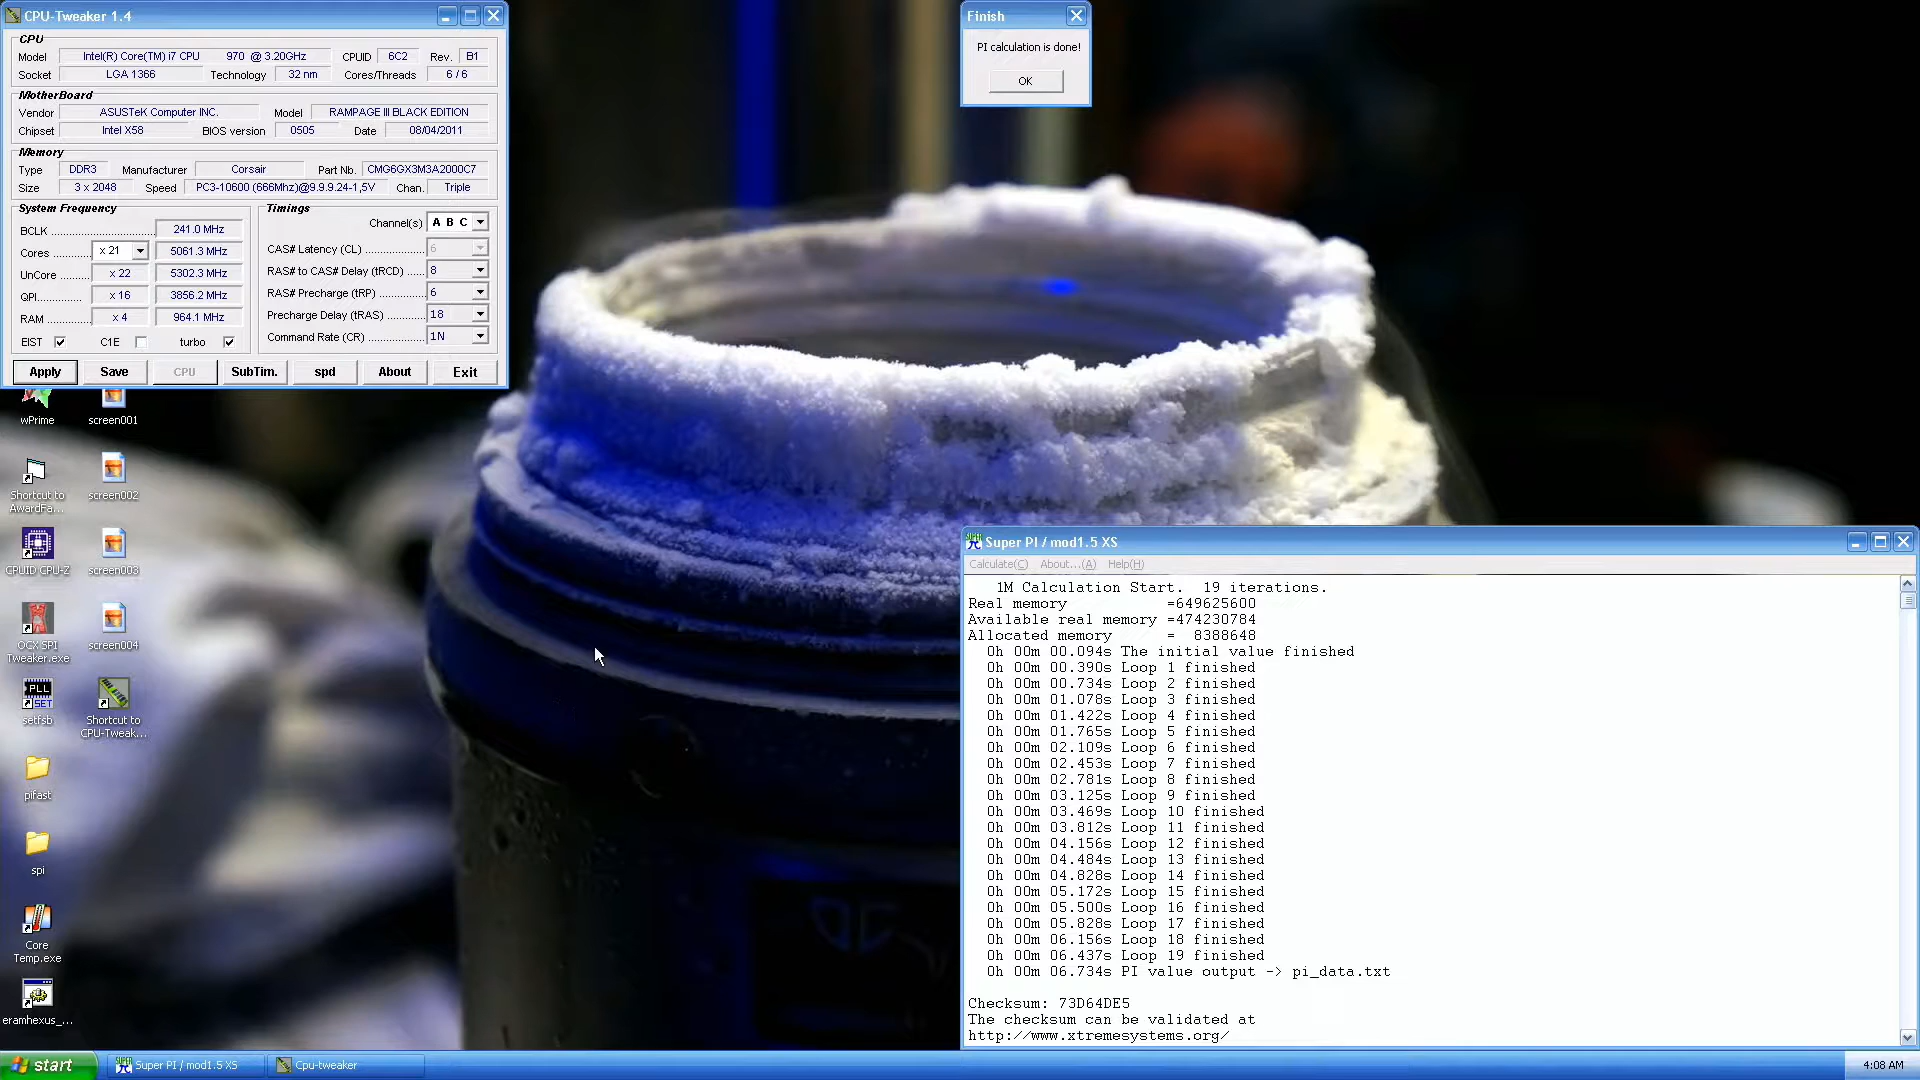 CPU-Tweaker 1.4
CPU
Model Intel(R) Core(TM) i7 CPU 970 @ 3.20GHz CPUID 6C2 Rev. B1
Socket LGA 1366 Technology 32 nm Cores/Threads 6 / 6
MotherBoard
Vendor ASUSTeK Computer INC. Model RAMPAGE III BLACK EDITION
Chipset Intel X58 BIOS version 0505 Date 08/04/2011
Memory
Type DDR3 Manufacturer Corsair Part Nb. CMG6GX3M3A2000C7
Size 3 x 2048 Speed PC3-10600 (666Mhz)@9.9.9.24-1,5V Chan. Triple
System Frequency
BCLK 241.0 MHz
Cores x 21 5061.3 MHz
UnCore x 22 5302.3 MHz
QPI x 16 3856.2 MHz
RAM x 4 964.1 MHz
EIST C1E turbo
Timings
Channel(s) A B C
CAS# Latency (CL) 6
RAS# to CAS# Delay (tRCD) 8
RAS# Precharge (tRP) 6
Precharge Delay (tRAS) 18
Command Rate (CR) 1N
Apply Save CPU SubTim. spd About Exit
Finish
PI calculation is done!
OK
wPrime
screen001
Shortcut to AwardFa...
screen002
CPUID CPU-Z
screen003
OCX SPI Tweaker.exe
screen004
PLL SET
setfsb
Shortcut to CPU-Tweak...
pifast
spi
Core Temp.exe
eramhexus_...
Super PI / mod1.5 XS
Calculate(C) About...(A) Help(H)
1M Calculation Start. 19 iterations.
Real memory =649625600
Available real memory =474230784
Allocated memory = 8388648
0h 00m 00.094s The initial value finished
0h 00m 00.390s Loop 1 finished
0h 00m 00.734s Loop 2 finished
0h 00m 01.078s Loop 3 finished
0h 00m 01.422s Loop 4 finished
0h 00m 01.765s Loop 5 finished
0h 00m 02.109s Loop 6 finished
0h 00m 02.453s Loop 7 finished
0h 00m 02.781s Loop 8 finished
0h 00m 03.125s Loop 9 finished
0h 00m 03.469s Loop 10 finished
0h 00m 03.812s Loop 11 finished
0h 00m 04.156s Loop 12 finished
0h 00m 04.484s Loop 13 finished
0h 00m 04.828s Loop 14 finished
0h 00m 05.172s Loop 15 finished
0h 00m 05.500s Loop 16 finished
0h 00m 05.828s Loop 17 finished
0h 00m 06.156s Loop 18 finished
0h 00m 06.437s Loop 19 finished
0h 00m 06.734s PI value output -> pi_data.txt
Checksum: 73D64DE5
The checksum can be validated at
http://www.xtremesystems.org/
start Super PI / mod1.5 XS Cpu-tweaker 4:08 AM